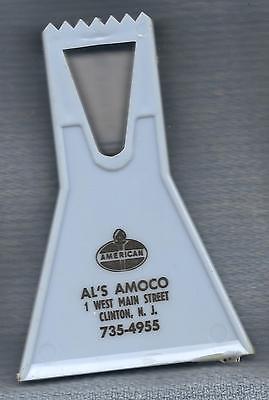 AMERICAN
AL'S AMOCO
1 WEST MAIN STREET
CLINTON, N. J.
735-4955